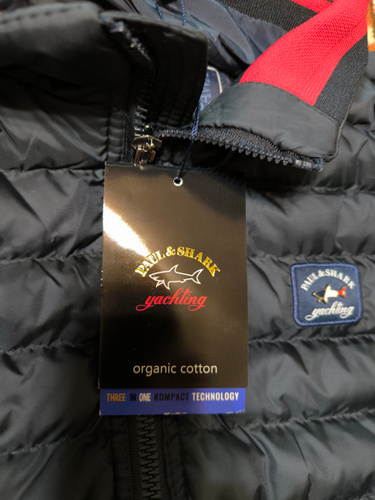 PAUL & SHARK
yachting
organic cotton
THREE IN ONE KOMPACT TECHNOLOGY
PAUL & SHARK
yachting